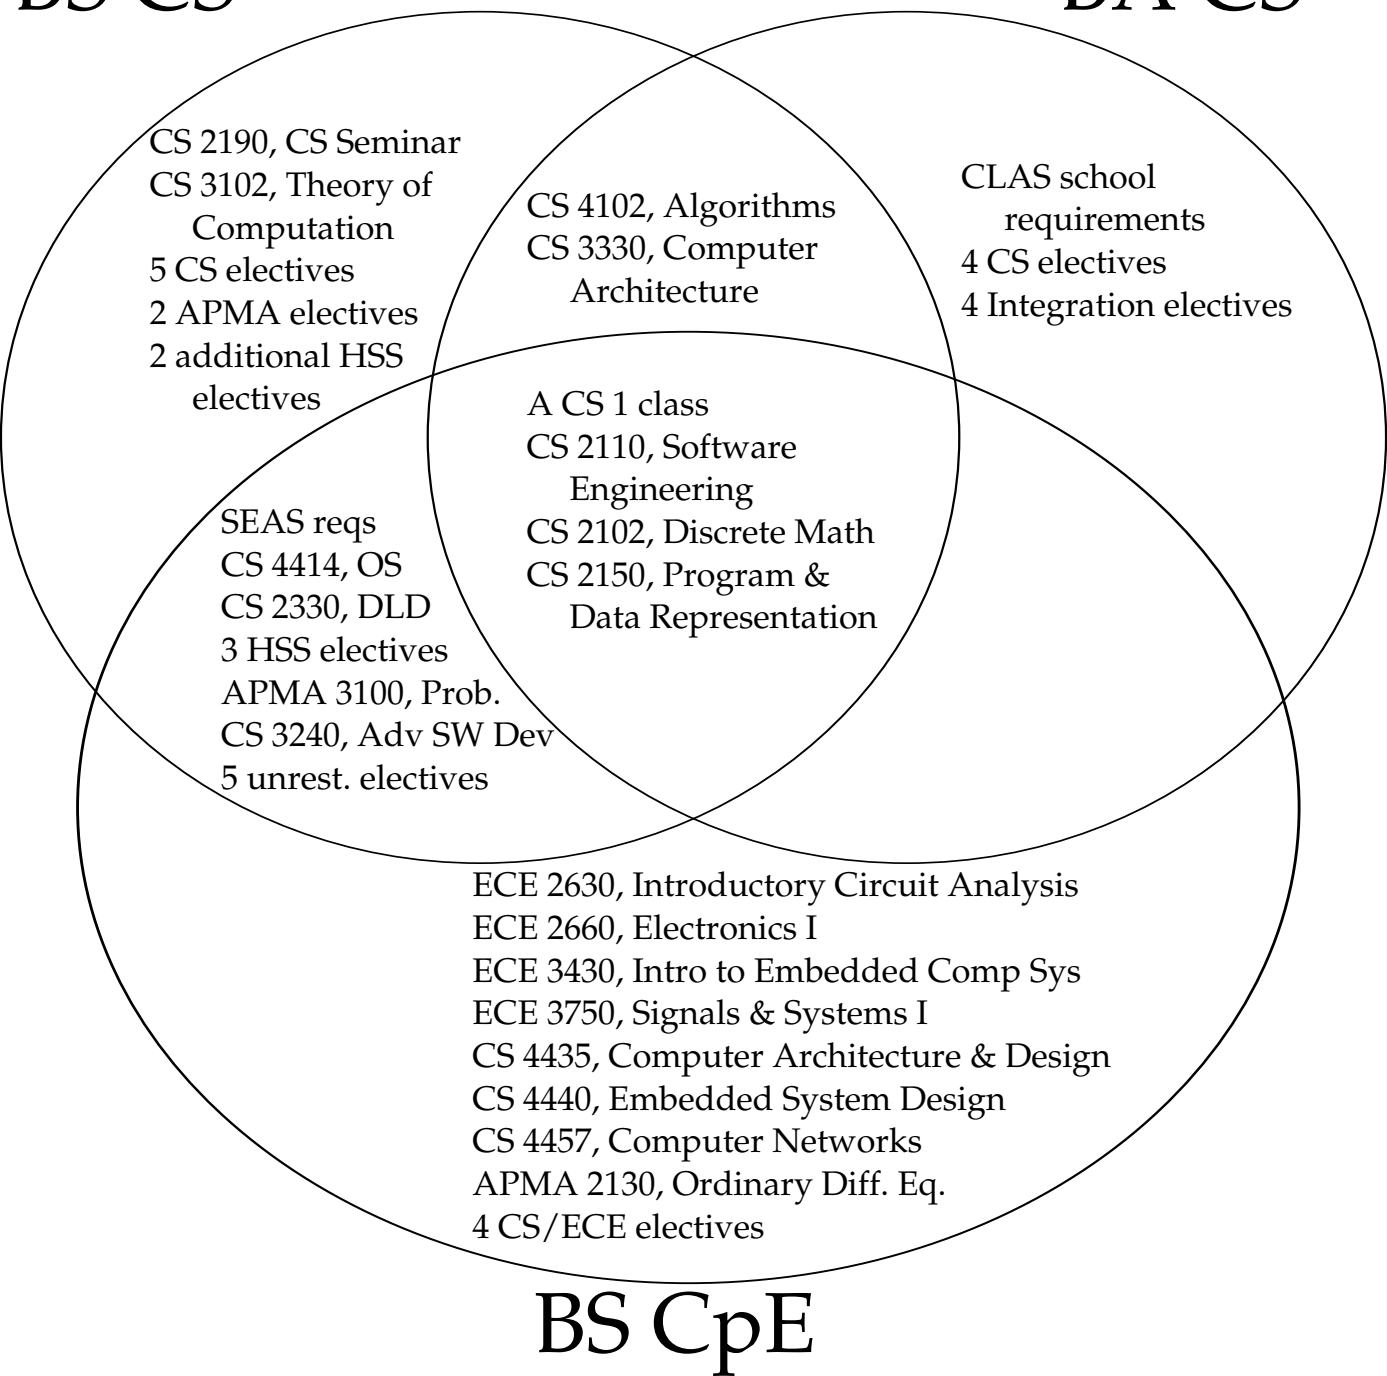 BS CS
BA CS
CS 2190, CS Seminar
CS 3102, Theory of
Computation
5 CS electives
2 APMA electives
2 additional HSS
electives
CS 4102, Algorithms
CS 3330, Computer
Architecture
CLAS school
requirements
4 CS electives
4 Integration electives
A CS 1 class
CS 2110, Software
Engineering
CS 2102, Discrete Math
CS 2150, Program &
Data Representation
SEAS reqs
CS 4414, OS
CS 2330, DLD
3 HSS electives
APMA 3100, Prob.
CS 3240, Adv SW Dev
5 unrest. electives
ECE 2630, Introductory Circuit Analysis
ECE 2660, Electronics I
ECE 3430, Intro to Embedded Comp Sys
ECE 3750, Signals & Systems I
CS 4435, Computer Architecture & Design
CS 4440, Embedded System Design
CS 4457, Computer Networks
APMA 2130, Ordinary Diff. Eq.
4 CS/ECE electives
BS CpE